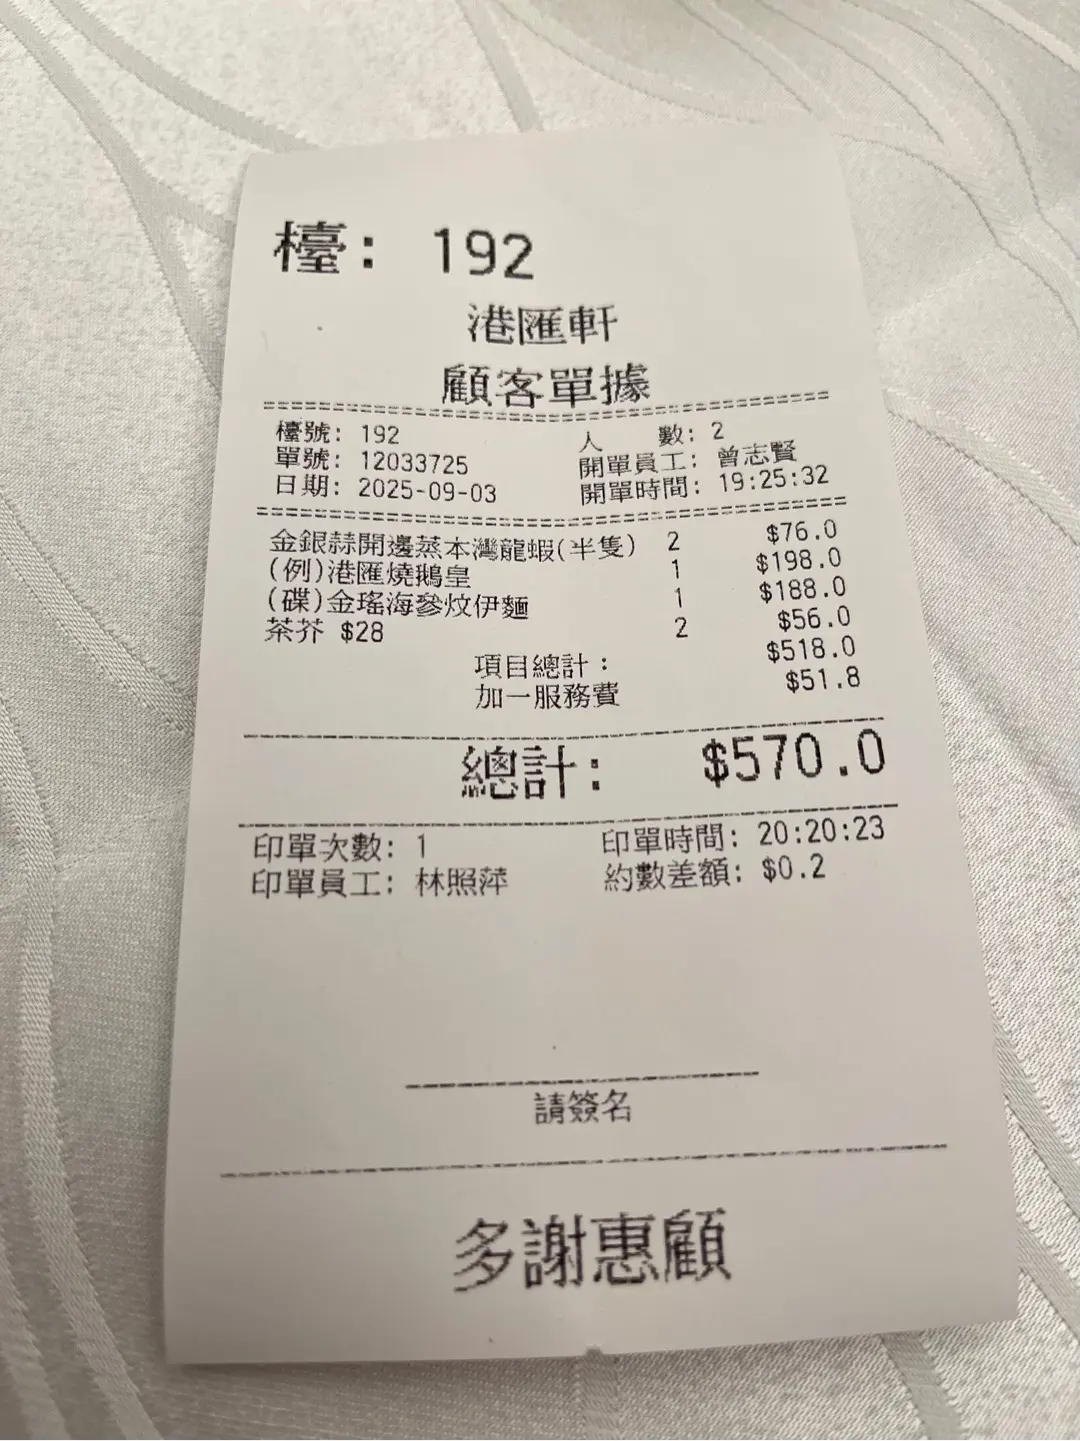 檯: 192
港匯軒
顧客單據
檯號: 192 人 數: 2
單號: 12033725 開單員工: 曾志賢
日期: 2025-09-03 開單時間: 19:25:32
金銀蒜開邊蒸本灣龍蝦(半隻) 2 $76.0
(例)港匯燒鵝皇 1 $198.0
(碟)金瑤海參炆伊麵 1 $188.0
茶芥 $28 2 $56.0
項目總計: $518.0
加一服務費 $51.8
總計: $570.0
印單次數: 1 印單時間: 20:20:23
印單員工: 林照萍 約數差額: $0.2
請簽名
多謝惠顧